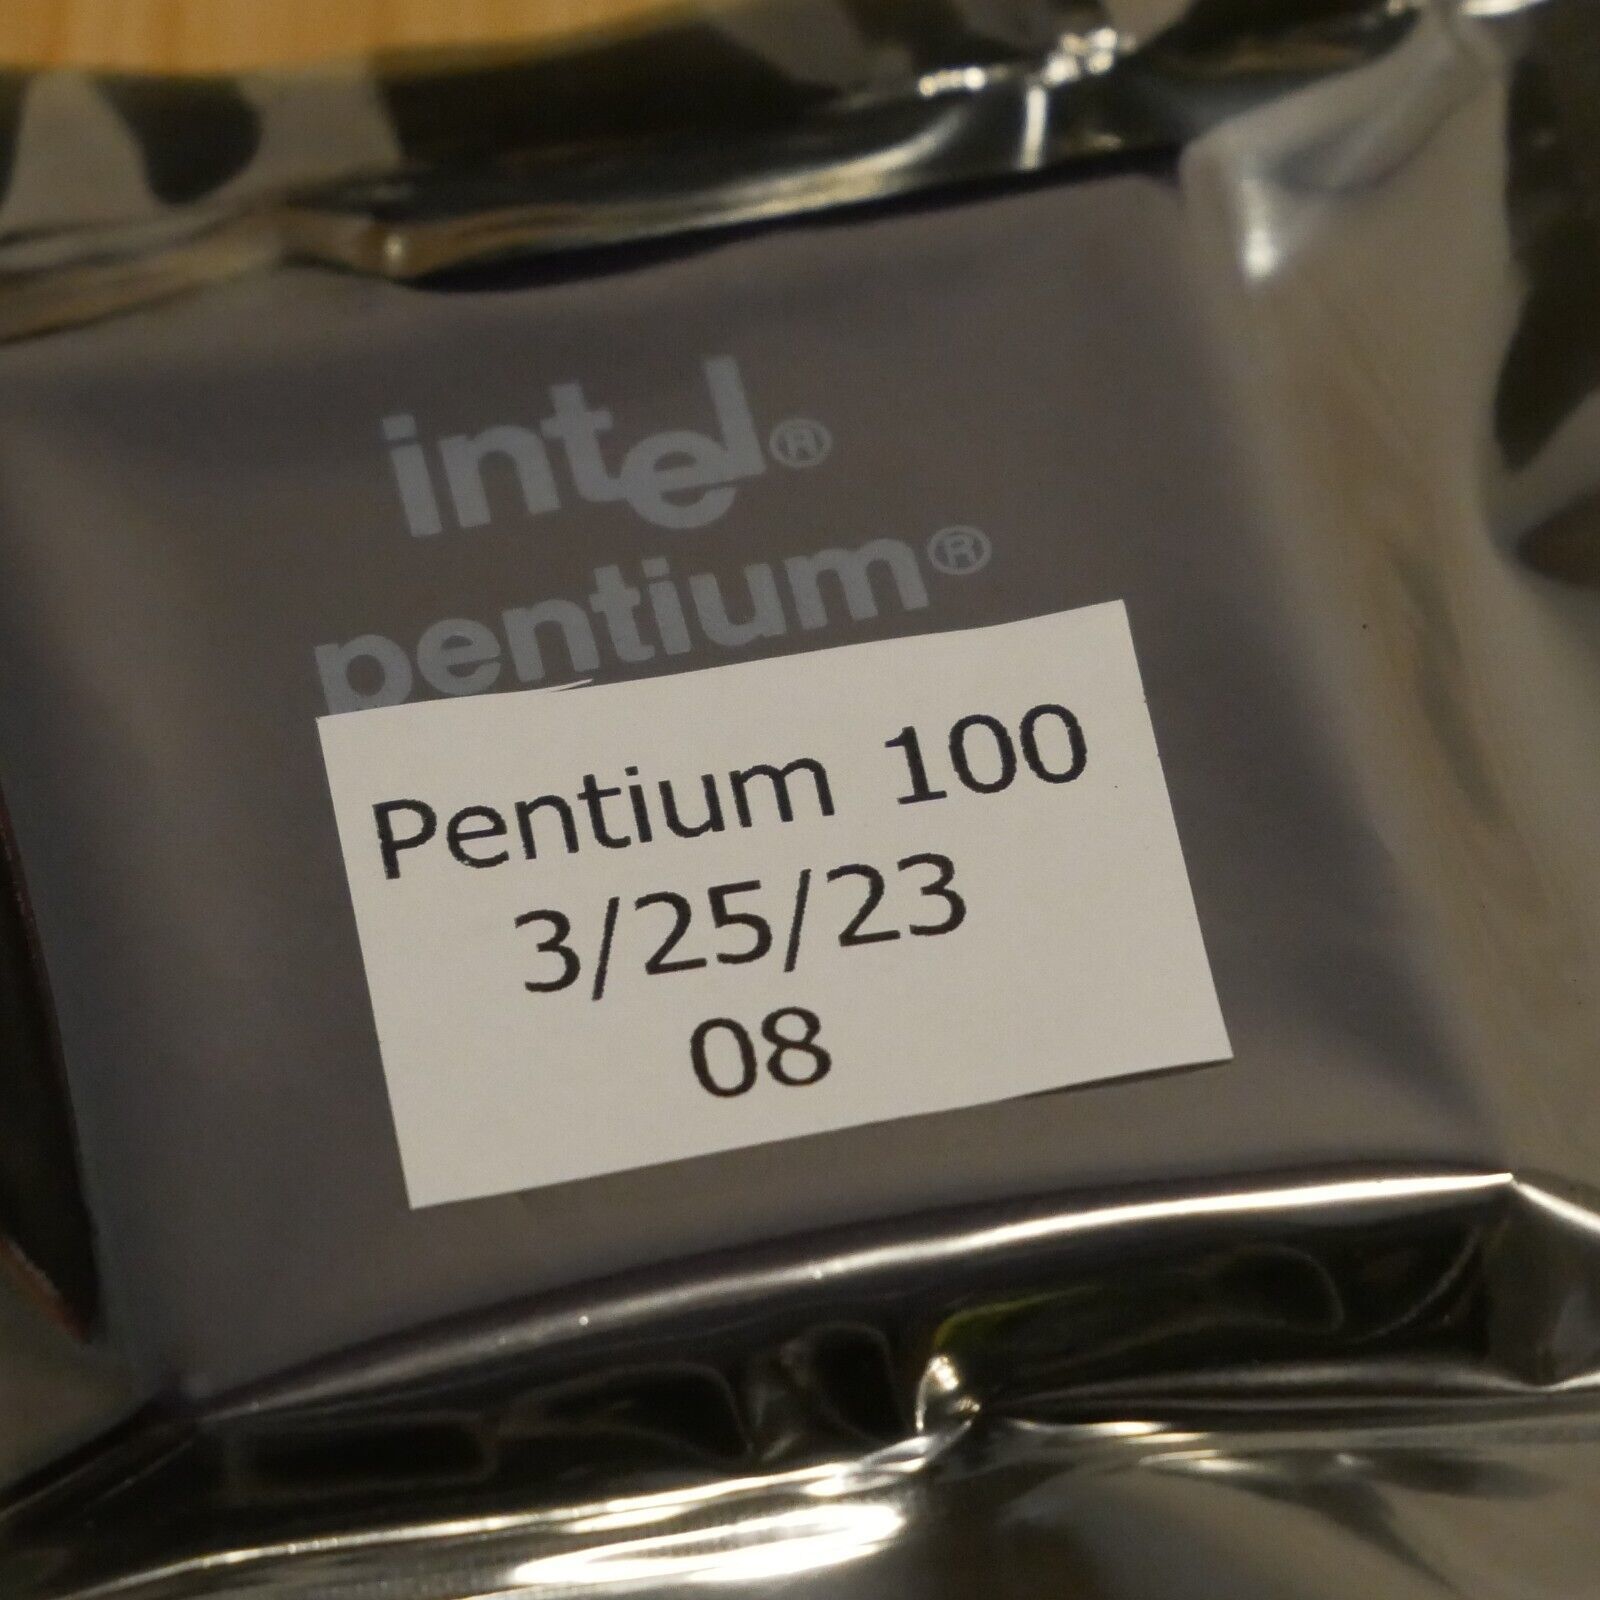 intel®
pentium®
Pentium 100
3/25/23
08